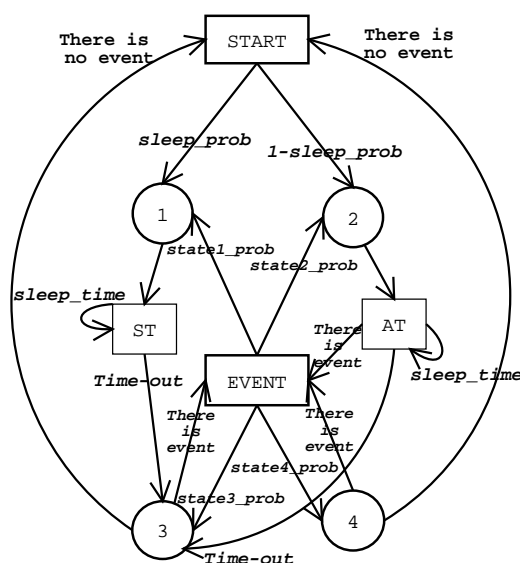 There is
no event
START
There is
no event
sleep_prob
1-sleep_prob
1
2
state1_prob
state2_prob
sleep_time
ST
AT
There
is
event
sleep_time
Time-out
EVENT
There
is
event
There
is
event
state4_prob
state3_prob
3
4
Time-out